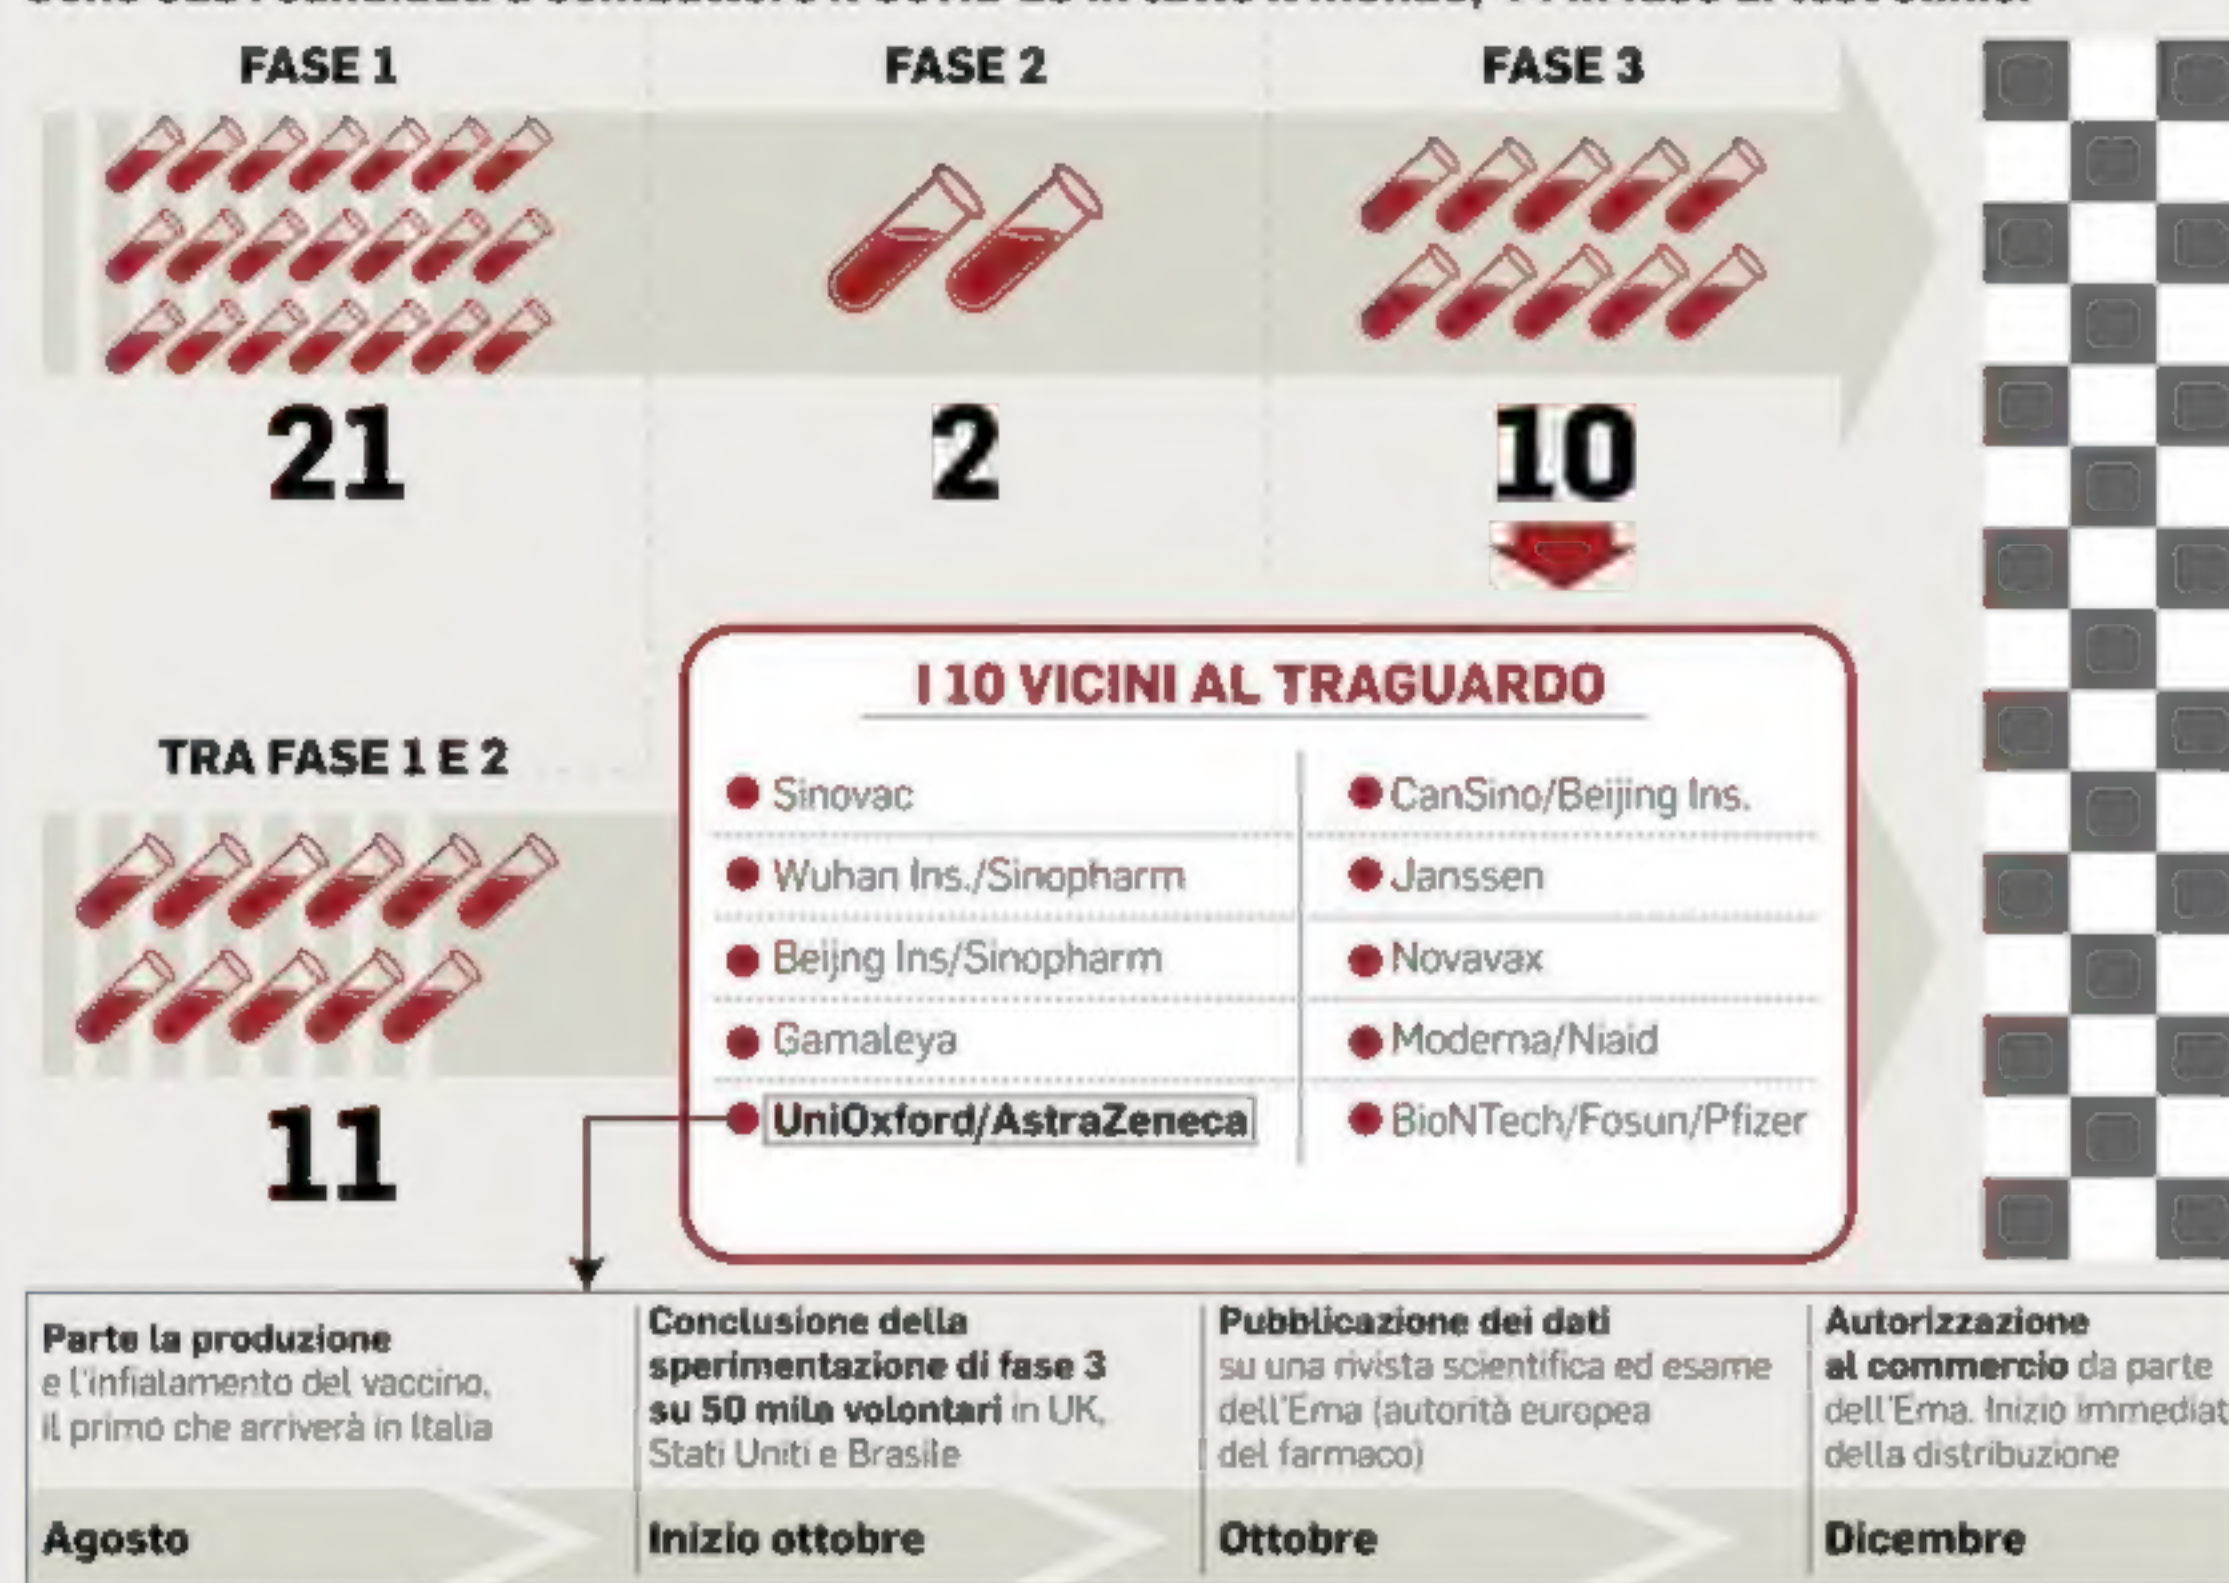 FASE 1
FASE 2
FASE 3
21
2
10
I 10 VICINI AL TRAGUARDO
TRA FASE 1 E 2
11
Sinovac
Wuhan Ins./Sinopharm
Beijng Ins/Sinopharm
Gamaleya
UniOxford/AstraZeneca
CanSino/Beijing Ins.
Janssen
Novavax
Moderna/Niaid
BioNTech/Fosun/Pfizer
Parte la produzione
e l'infialamento del vaccino,
il primo che arriverà in Italia
Agosto
Conclusione della
sperimentazione di fase 3
su 50 mila volontari in UK,
Stati Uniti e Brasile
Inizio ottobre
Pubblicazione dei dati
su una rivista scientifica ed esame
dell'Ema (autorità europea
del farmaco)
Ottobre
Autorizzazione
al commercio da parte
dell'Ema. Inizio immediat
della distribuzione
Dicembre